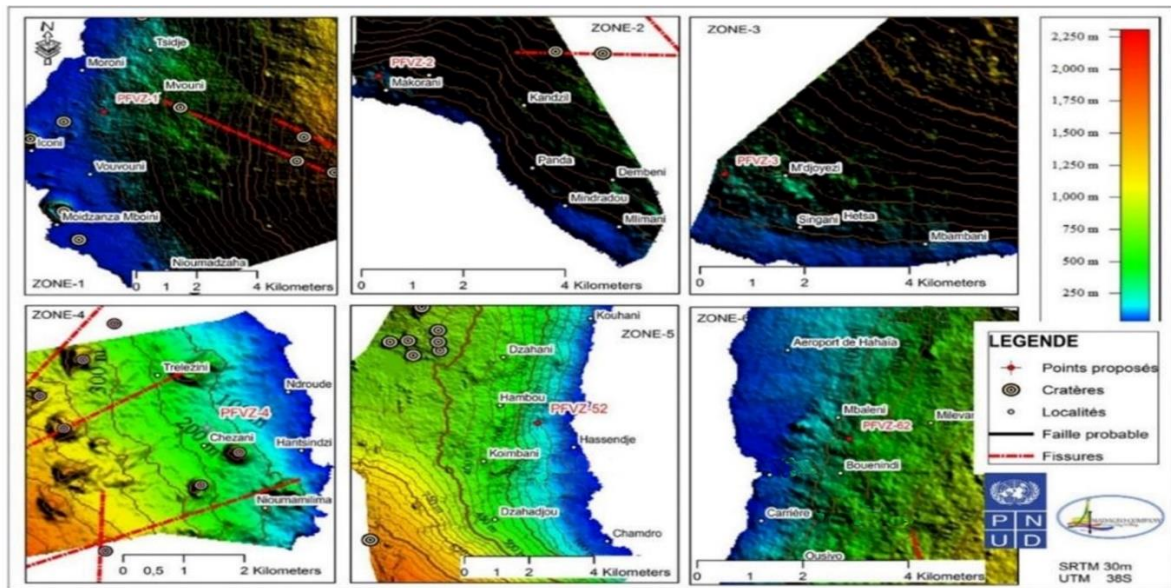 N
Tsidje
Moroni
Mvouni
PFVZ-1
Iconi
Vouvouni
Moidzanza Mboini
Nioumadzaha
ZONE-1
0 1 2 4 Kilometers
ZONE-2
PFVZ-2
Makorani
Kandzil
Panda
Dembeni
Mindradou
Mlimani
0 1 2 4 Kilometers
ZONE-3
PFVZ-3
M'djoyezi
Singani
Hetsa
Mbambani
0 1 2 4 Kilometers
2,250 m
2,000 m
1,750 m
1,500 m
1,250 m
1,000 m
750 m
500 m
250 m
ZONE-4
300 m
Trelezini
Ndroude
PFVZ-4
Chezani
Hantsindzi
Nioumamilima
0 0,5 1 2 Kilometers
Kouhani
ZONE-5
Dzahani
Hambou
PFVZ-52
Hassendje
Koimbani
Dzahadjou
Chamdro
0 1 2 4 Kilometers
ZONE-6
Aeroport de Hahaïa
Mbaleni
Milevani
PFVZ-62
Bouenindi
Carrière
Ousivo
0 1 2 4 Kilometers
LEGENDE
Points proposés
Cratères
Localités
Faille probable
Fissures
P N
U D
SRTM 30m
UTM 38S